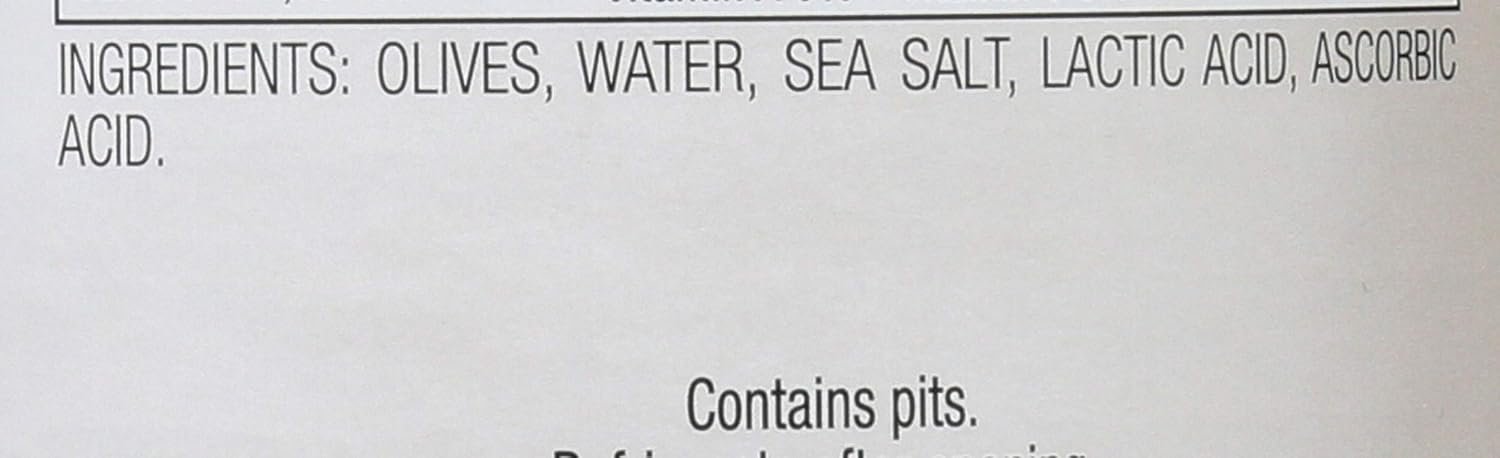 INGREDIENTS: OLIVES, WATER, SEA SALT, LACTIC ACID, ASCORBIC
ACID.
Contains pits.